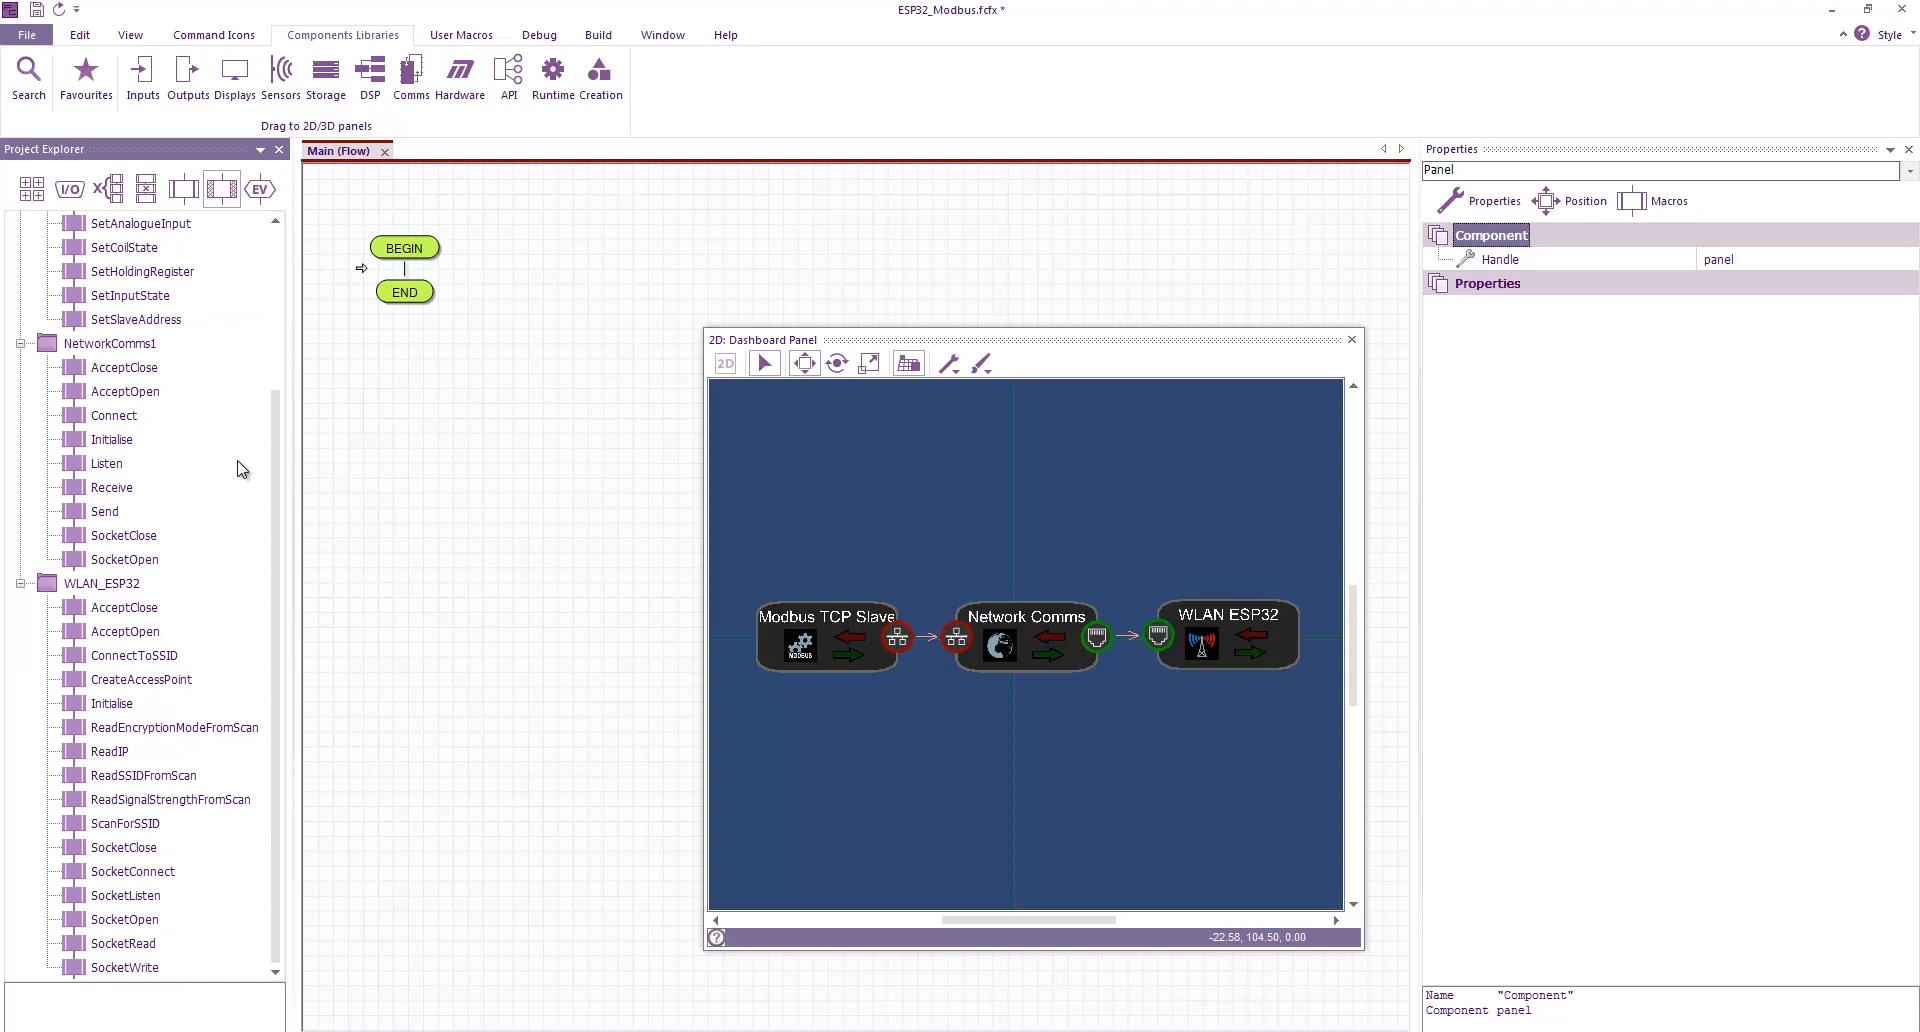 ESP32_Modbus.fcfx *
File Edit View Command Icons Components Libraries User Macros Debug Build Window Help Style
Search Favourites Inputs Outputs Displays Sensors Storage DSP Comms Hardware API Runtime Creation
Drag to 2D/3D panels
Project Explorer
I/O X EV
SetAnalogueInput
SetCoilState
SetHoldingRegister
SetInputState
SetSlaveAddress
NetworkComms1
AcceptClose
AcceptOpen
Connect
Initialise
Listen
Receive
Send
SocketClose
SocketOpen
WLAN_ESP32
AcceptClose
AcceptOpen
ConnectToSSID
CreateAccessPoint
Initialise
ReadEncryptionModeFromScan
ReadIP
ReadSSIDFromScan
ReadSignalStrengthFromScan
ScanForSSID
SocketClose
SocketConnect
SocketListen
SocketOpen
SocketRead
SocketWrite
Main (Flow)
BEGIN
END
2D: Dashboard Panel
2D
Modbus TCP Slave
MODBUS
Network Comms
WLAN ESP32
-22.58, 104.50, 0.00
Properties
Panel
Properties Position Macros
Component
Handle panel
Properties
Name "Component"
Component panel